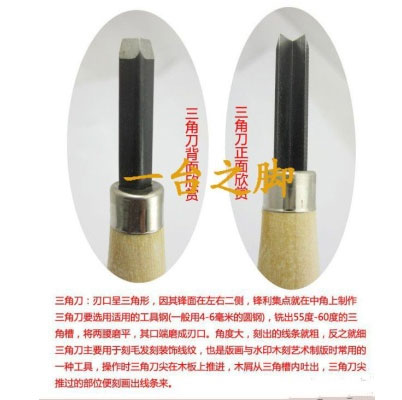 三角刀背面欣赏
三角刀正面欣赏
一台之脚
三角刀：刃口呈三角形，因其锋面在左右二侧，锋利集点就在中角上制作
三角刀要选用适用的工具钢(一般用4-6毫米的圆钢)，铣出55度-60度的三
角槽，将两腰磨平，其口端磨成刃口。角度大，刻出的线条就粗，反之就细
三角刀主要用于刻毛发刻装饰线纹，也是版画与水印木刻艺术制版时常用的
一种工具，操作时三角刀尖在木板上推进，木屑从三角槽内吐出，三角刀尖
推过的部位便刻画出线条来。